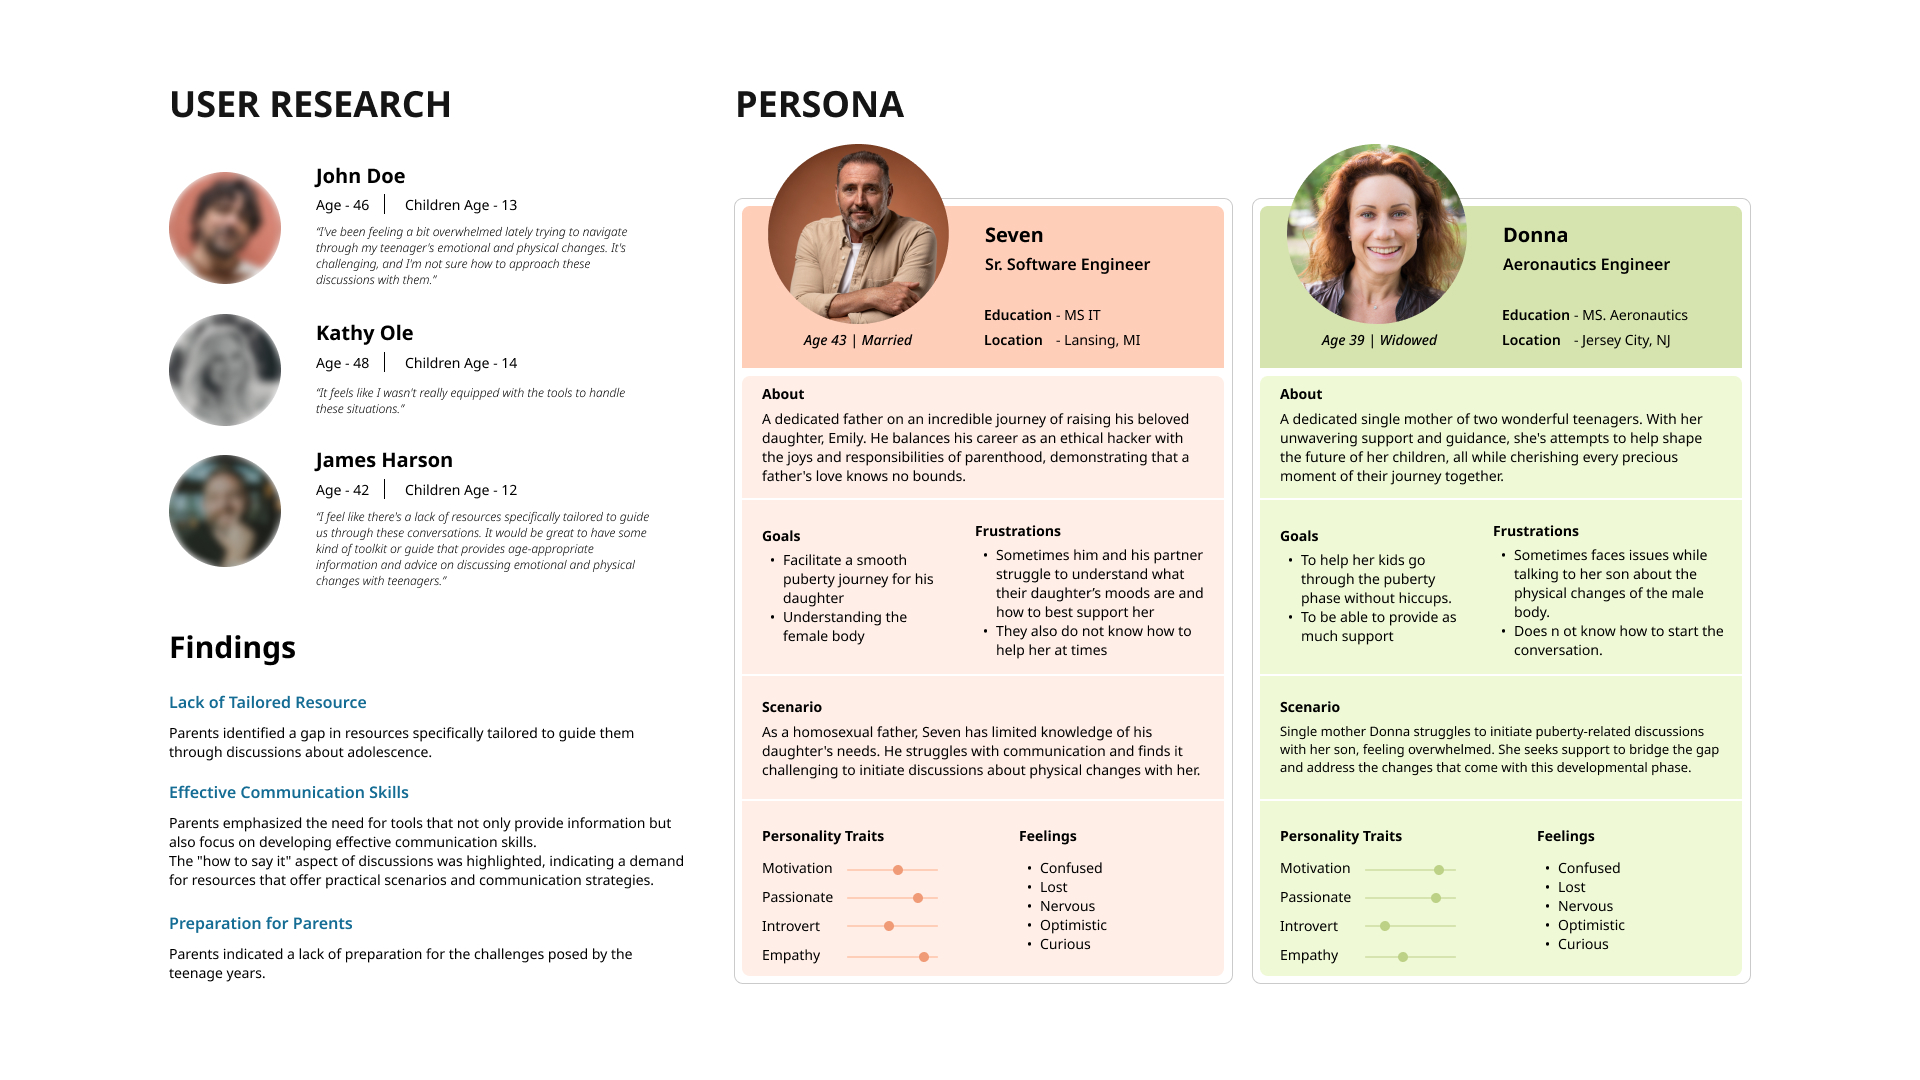 USER RESEARCH
John Doe
Age - 46 | Children Age - 13
“I've been feeling a bit overwhelmed lately trying to navigate
through my teenager's emotional and physical changes. It's
challenging, and I'm not sure how to approach these
discussions with them.”
Kathy Ole
Age - 48 | Children Age - 14
“It feels like I wasn't really equipped with the tools to handle
these situations.”
James Harson
Age - 42 | Children Age - 12
“I feel like there's a lack of resources specifically tailored to guide
us through these conversations. It would be great to have some
kind of toolkit or guide that provides age-appropriate
information and advice on discussing emotional and physical
changes with teenagers.”
Findings
Lack of Tailored Resource
Parents identified a gap in resources specifically tailored to guide them
through discussions about adolescence.
Effective Communication Skills
Parents emphasized the need for tools that not only provide information but
also focus on developing effective communication skills.
The "how to say it" aspect of discussions was highlighted, indicating a demand
for resources that offer practical scenarios and communication strategies.
Preparation for Parents
Parents indicated a lack of preparation for the challenges posed by the
teenage years.
PERSONA
Seven
Sr. Software Engineer
Education - MS IT
Location - Lansing, MI
Age 43 | Married
About
A dedicated father on an incredible journey of raising his beloved
daughter, Emily. He balances his career as an ethical hacker with
the joys and responsibilities of parenthood, demonstrating that a
father's love knows no bounds.
Goals
• Facilitate a smooth
puberty journey for his
daughter
• Understanding the
female body
Frustrations
• Sometimes him and his partner
struggle to understand what
their daughter’s moods are and
how to best support her
• They also do not know how to
help her at times
Scenario
As a homosexual father, Seven has limited knowledge of his
daughter's needs. He struggles with communication and finds it
challenging to initiate discussions about physical changes with her.
Personality Traits
Motivation
Passionate
Introvert
Empathy
Feelings
• Confused
• Lost
• Nervous
• Optimistic
• Curious
Donna
Aeronautics Engineer
Education - MS. Aeronautics
Location - Jersey City, NJ
Age 39 | Widowed
About
A dedicated single mother of two wonderful teenagers. With her
unwavering support and guidance, she's attempts to help shape
the future of her children, all while cherishing every precious
moment of their journey together.
Goals
• To help her kids go
through the puberty
phase without hiccups.
• To be able to provide as
much support
Frustrations
• Sometimes faces issues while
talking to her son about the
physical changes of the male
body.
• Does n ot know how to start the
conversation.
Scenario
Single mother Donna struggles to initiate puberty-related discussions
with her son, feeling overwhelmed. She seeks support to bridge the gap
and address the changes that come with this developmental phase.
Personality Traits
Motivation
Passionate
Introvert
Empathy
Feelings
• Confused
• Lost
• Nervous
• Optimistic
• Curious